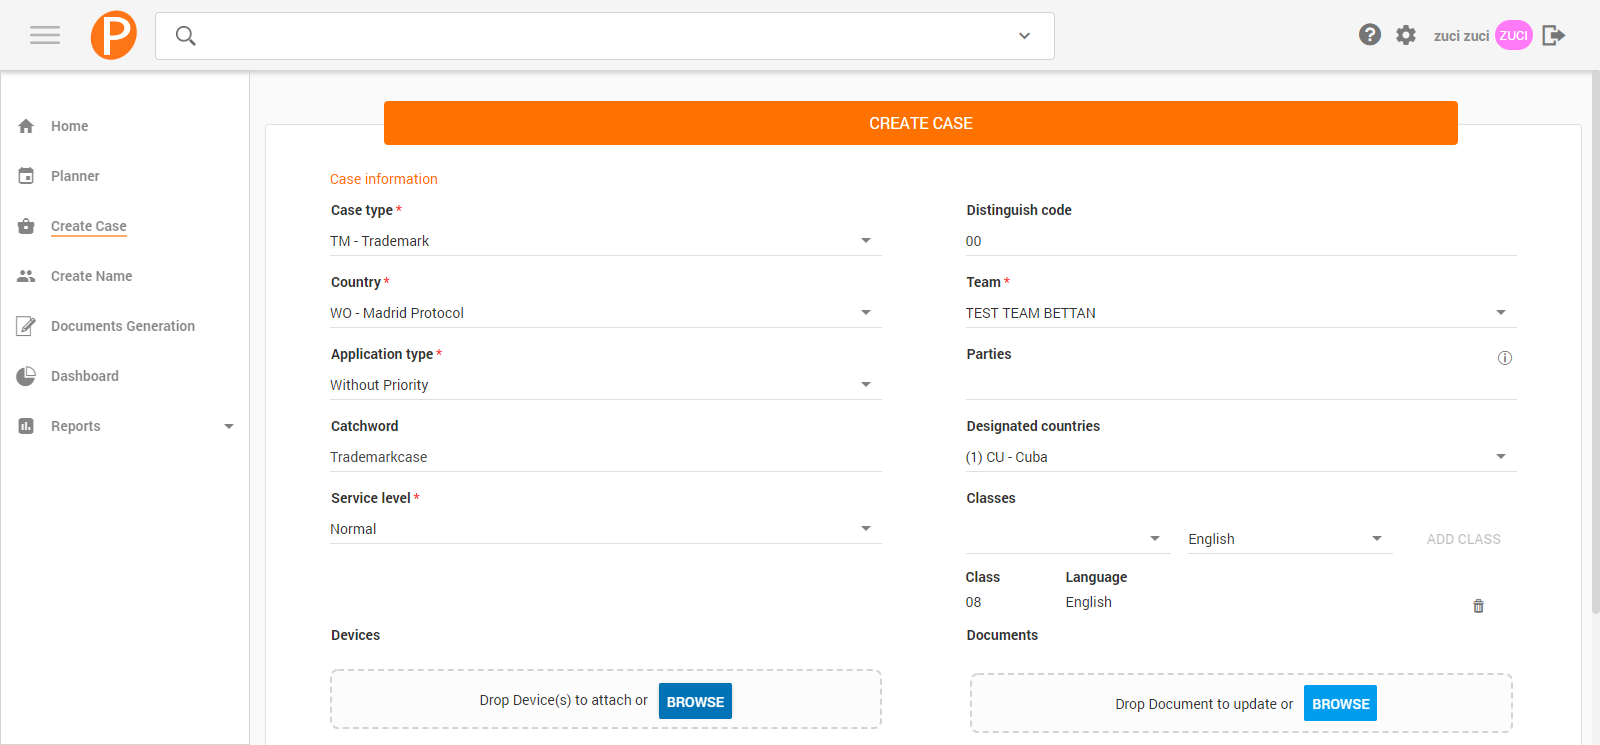 P
zuci zuci ZUCI
Home
Planner
Create Case
Create Name
Documents Generation
Dashboard
Reports
CREATE CASE
Case information
Case type *
TM - Trademark
Distinguish code
00
Country *
WO - Madrid Protocol
Team *
TEST TEAM BETTAN
Application type *
Without Priority
Parties
Catchword
Trademarkcase
Designated countries
(1) CU - Cuba
Service level *
Normal
Classes
English ADD CLASS
Class Language
08 English
Devices
Drop Device(s) to attach or BROWSE
Documents
Drop Document to update or BROWSE